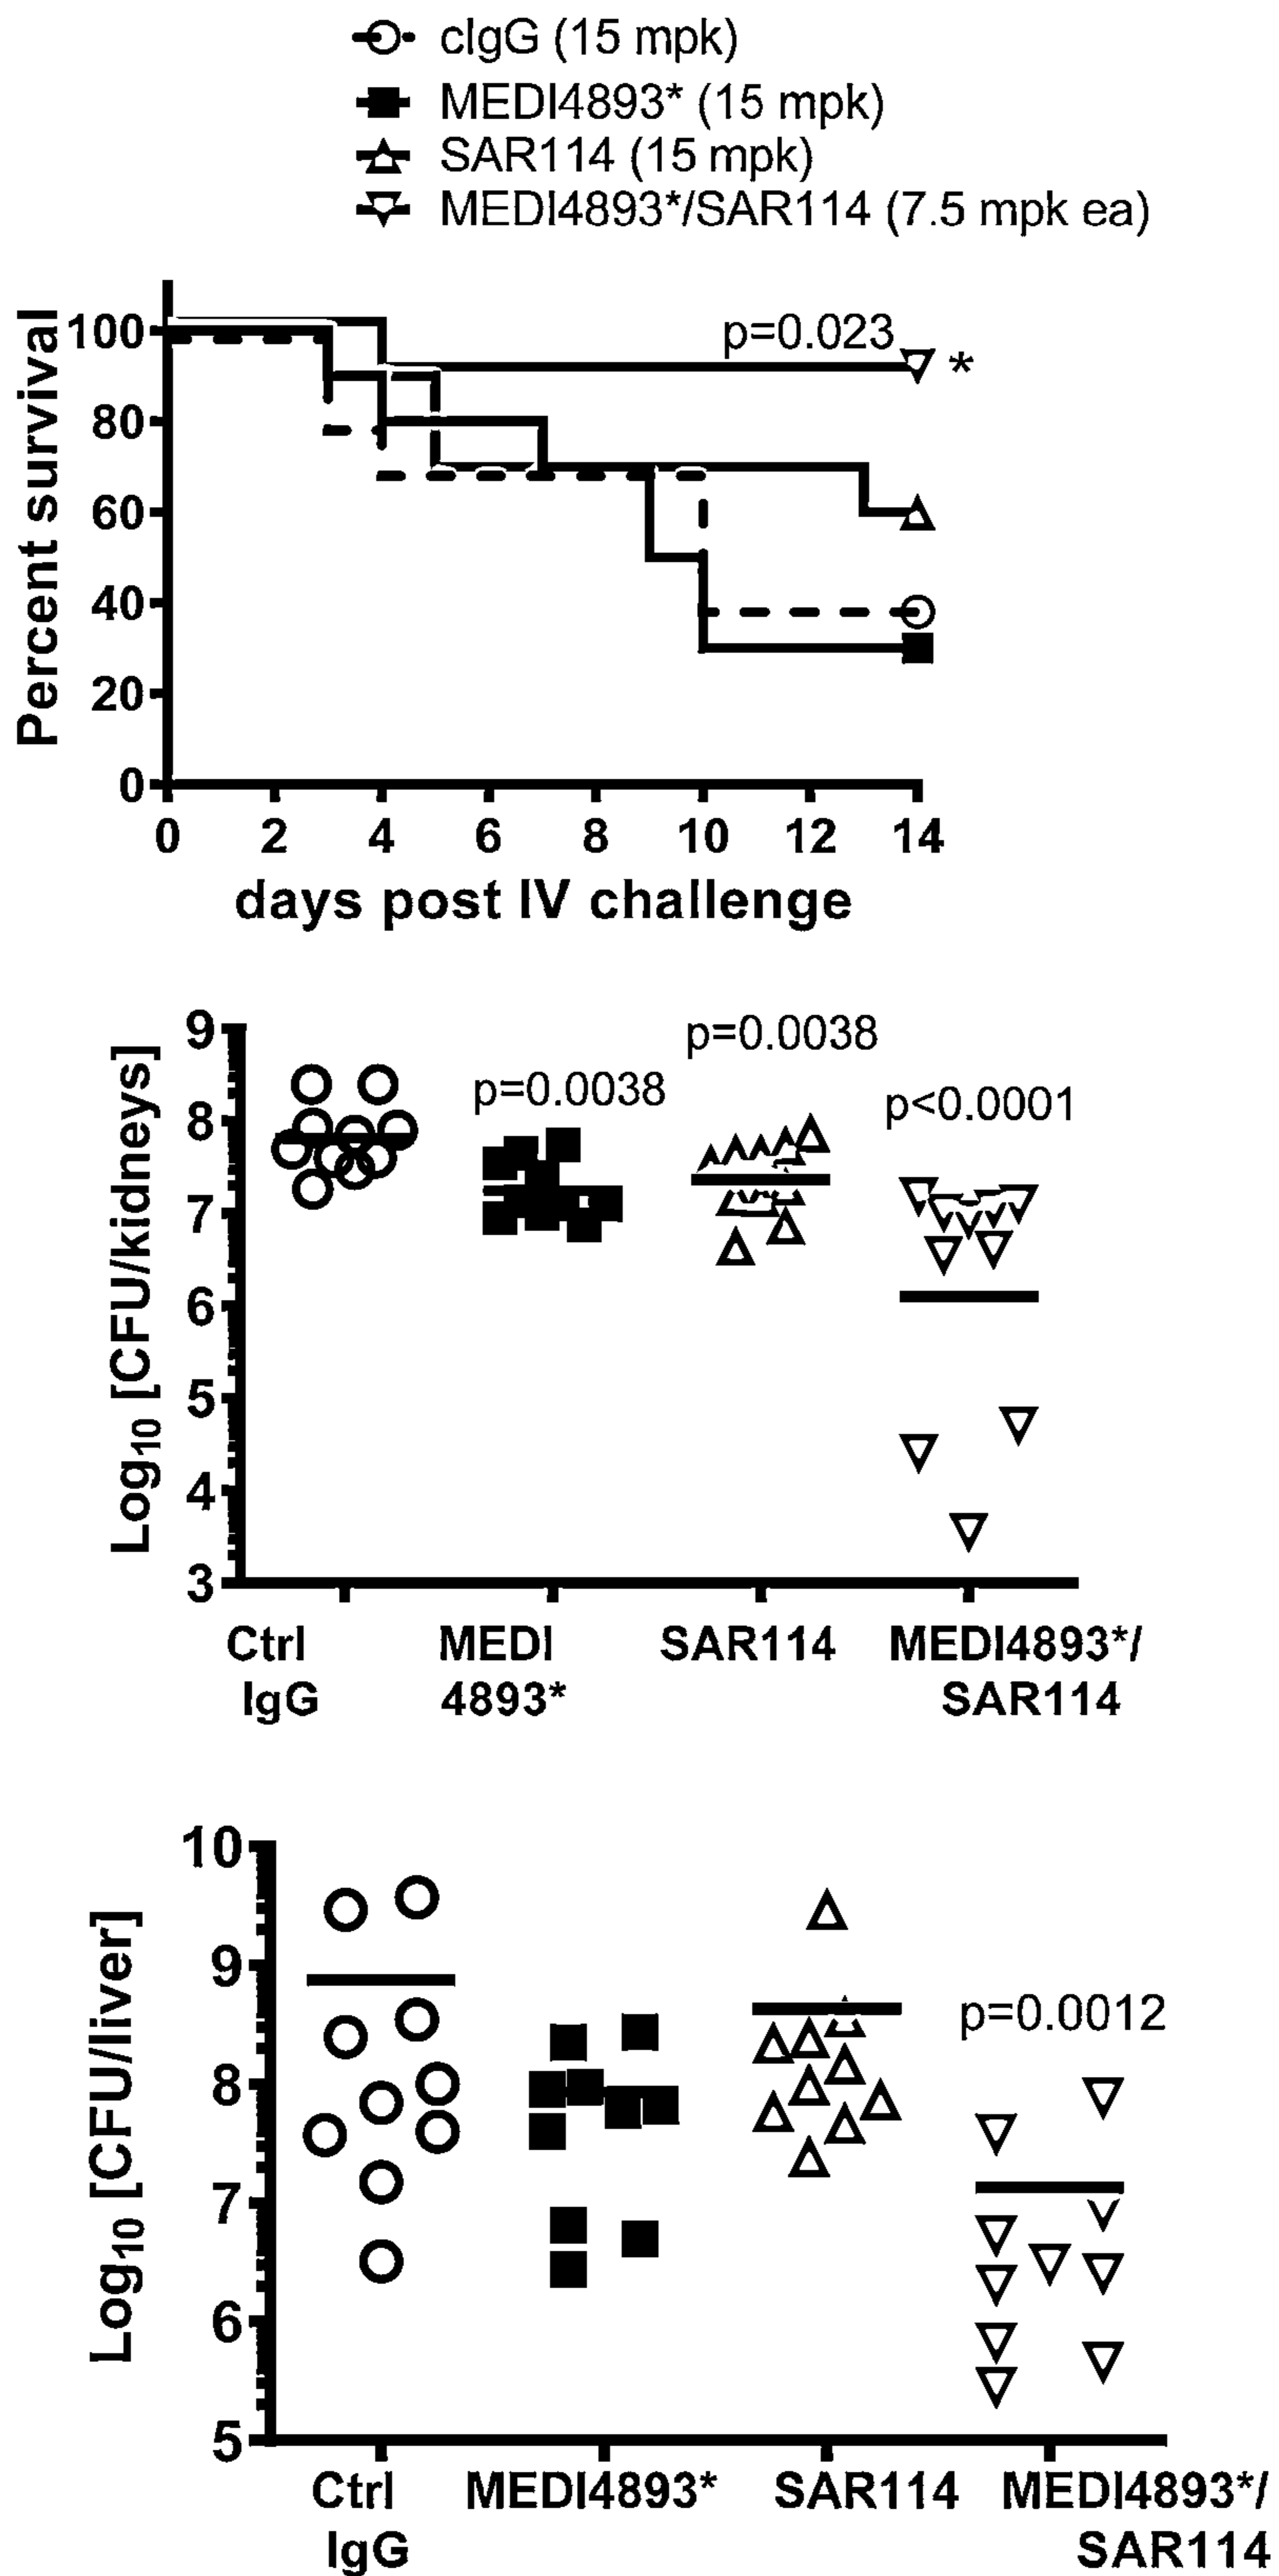 cIgG (15 mpk)
MEDI4893* (15 mpk)
SAR114 (15 mpk)
MEDI4893*/SAR114 (7.5 mpk ea)
Percent survival
100
80
60
40
20
0
p=0.023
*
0 2 4 6 8 10 12 14
days post IV challenge
Log₁₀ [CFU/kidneys]
9
8
7
6
5
4
3
p=0.0038
p=0.0038
p<0.0001
Ctrl MEDI SAR114 MEDI4893*/
IgG 4893* SAR114
Log₁₀ [CFU/liver]
10
9
8
7
6
5
p=0.0012
Ctrl MEDI4893* SAR114 MEDI4893*/
IgG SAR114